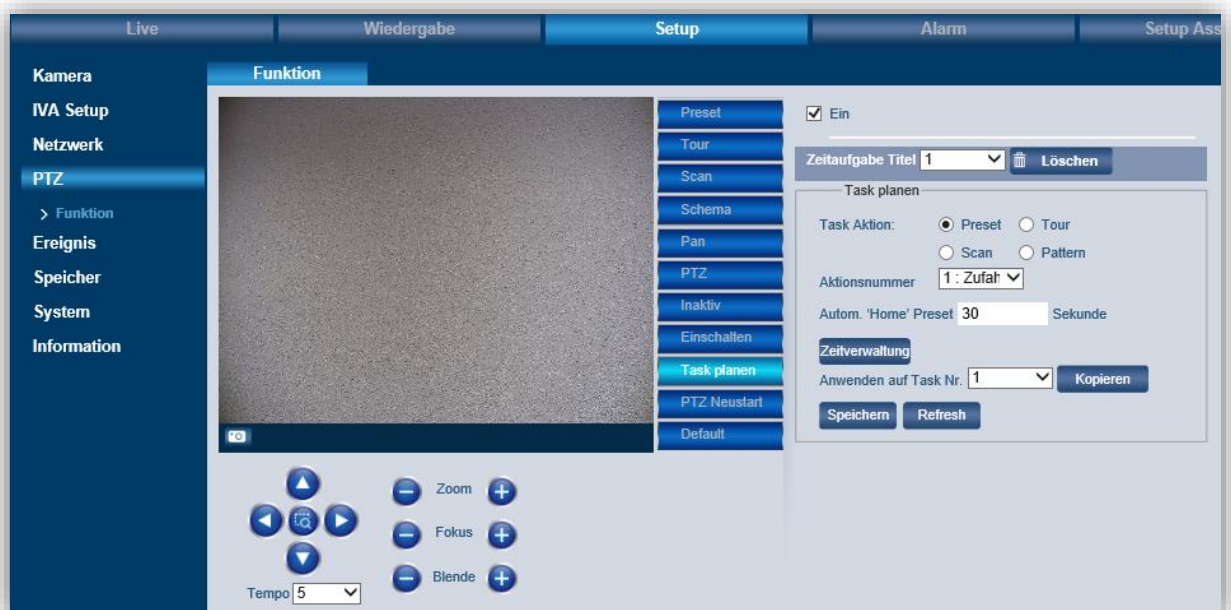 Live Wiedergabe Setup Alarm Setup Ass
Kamera
IVA Setup
Netzwerk
PTZ
> Funktion
Ereignis
Speicher
System
Information
Funktion
Preset
Tour
Scan
Schema
Pan
PTZ
Inaktiv
Einschalten
Task planen
PTZ Neustart
Default
Ein
Zeitaufgabe Titel 1 Löschen
Task planen
Task Aktion: Preset Tour
Scan Pattern
Aktionsnummer 1 : Zufah
Autom. 'Home' Preset 30 Sekunde
Zeitverwaltung
Anwenden auf Task Nr. 1 Kopieren
Speichern Refresh
Zoom
Fokus
Blende
Tempo 5